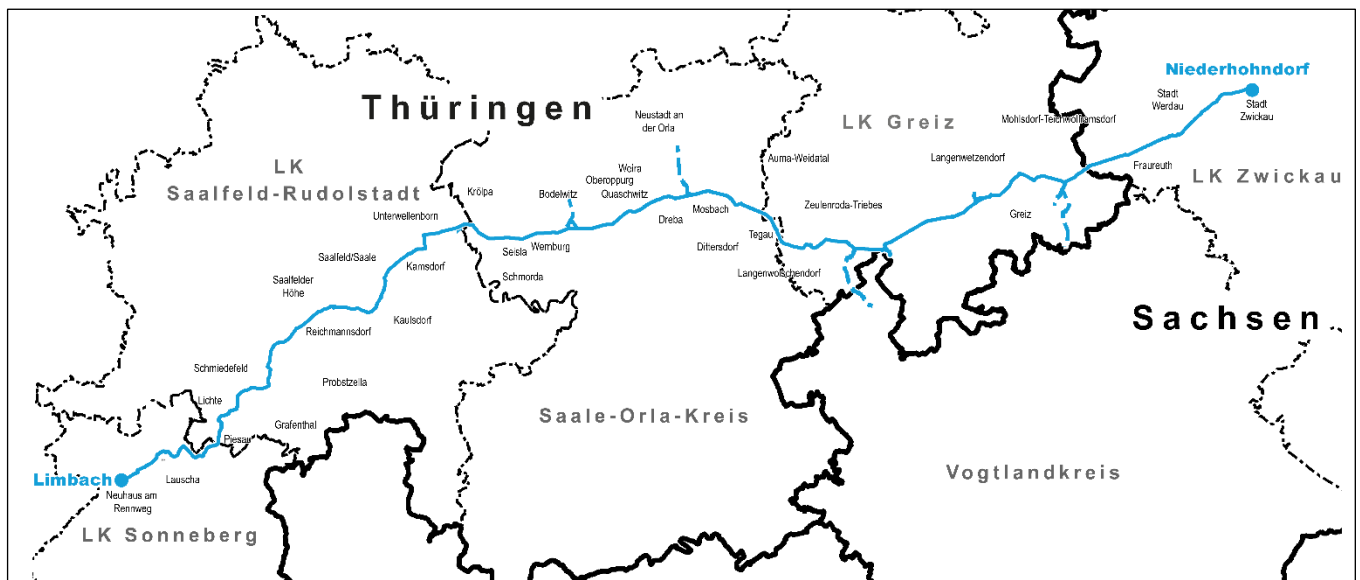 Niederhohndorf
Stadt
Werdau
Stadt
Zwickau
Thüringen
Neustadt an
der Orla
LK Greiz
Mohlsdorf-Teichwolframsdorf
LK
Saalfeld-Rudolstadt
Auma-Weidatal
Langenwetzendorf
Fraureuth
LK Zwickau
Krölpa
Bodelwitz
Weira
Oberoppurg
Quaschwitz
Unterwellenborn
Mosbach
Dreba
Zeulenroda-Triebes
Greiz
Tegau
Dittersdorf
Seisla
Wernburg
Saalfeld/Saale
Kamsdorf
Schmorda
Langenwolschendorf
Saalfelder
Höhe
Kaulsdorf
Reichmannsdorf
Sachsen
Schmiedefeld
Probstzella
Lichte
Saale-Orla-Kreis
Grafenthal
Piesau
Vogtlandkreis
Limbach
Lauscha
Neuhaus am
Rennweg
LK Sonneberg